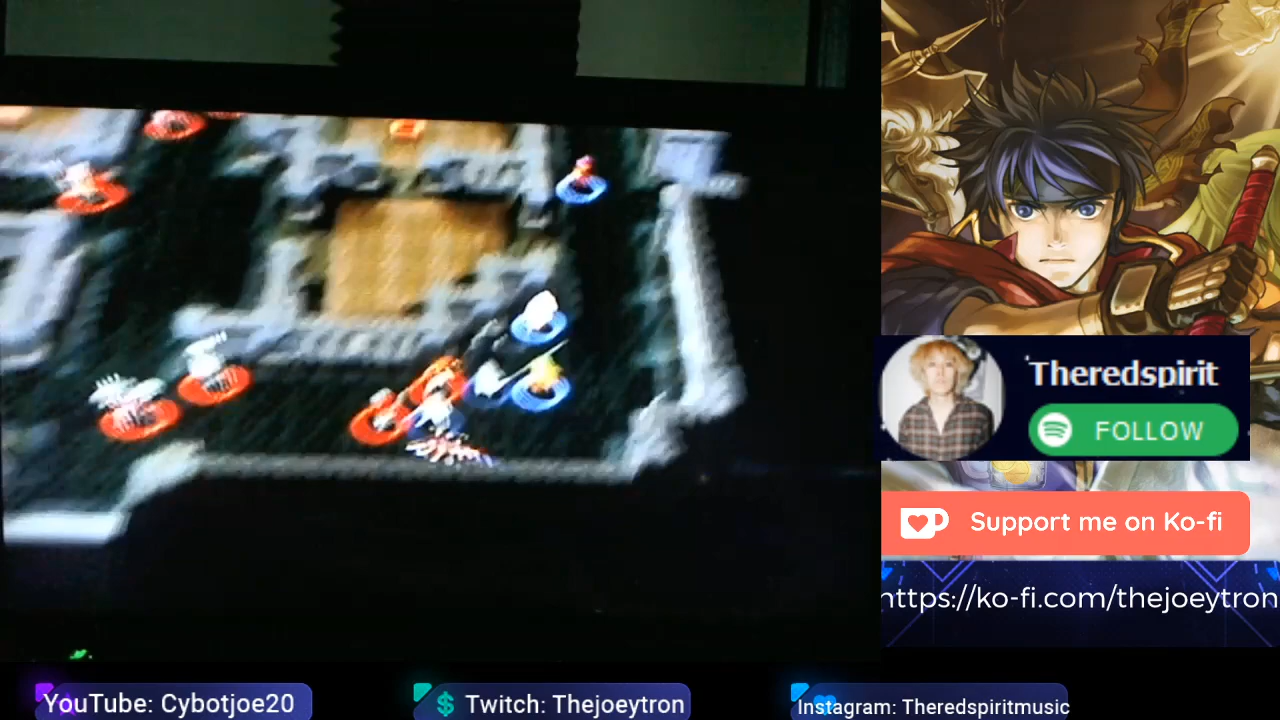 Theredspirit
FOLLOW
Support me on Ko-fi
https://ko-fi.com/thejoeytron
YouTube: Cybotjoe20
$ Twitch: Thejoeytron
Instagram: Theredspiritmusic